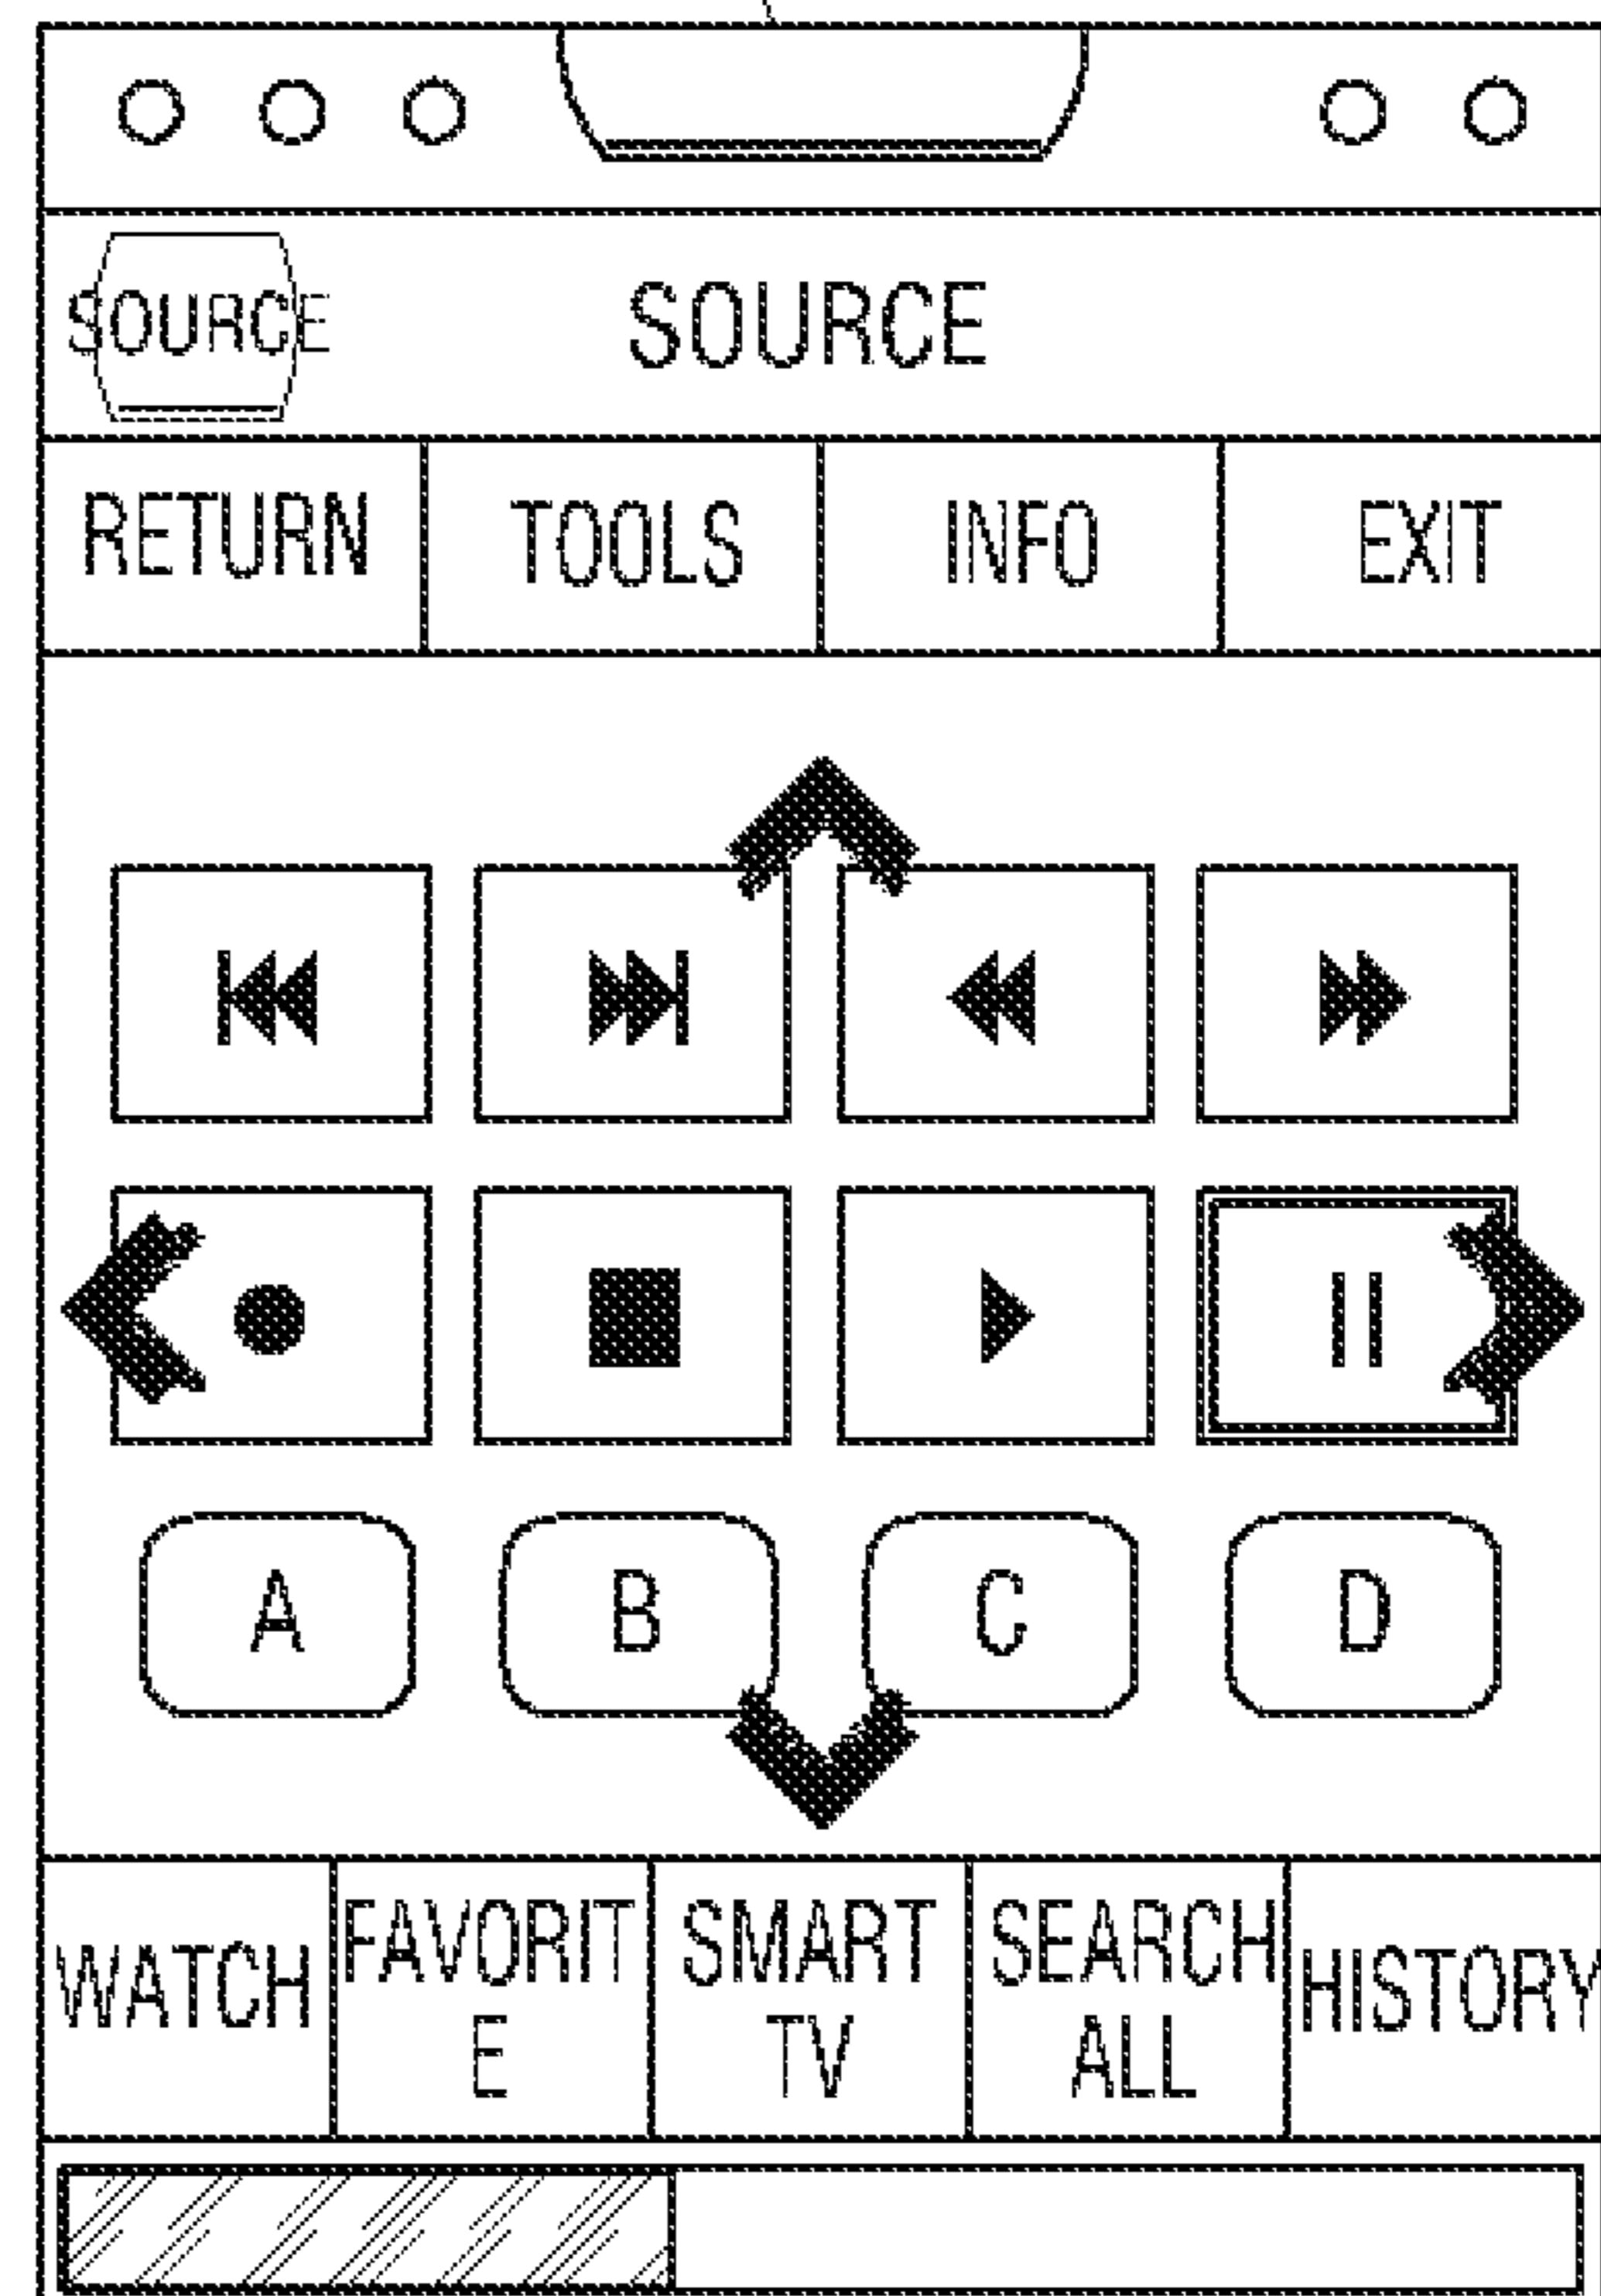 SOURCE SOURCE
RETURN TOOLS INFO EXIT
A B C D
WATCH FAVORIT
E SMART
TV SEARCH
ALL HISTORY